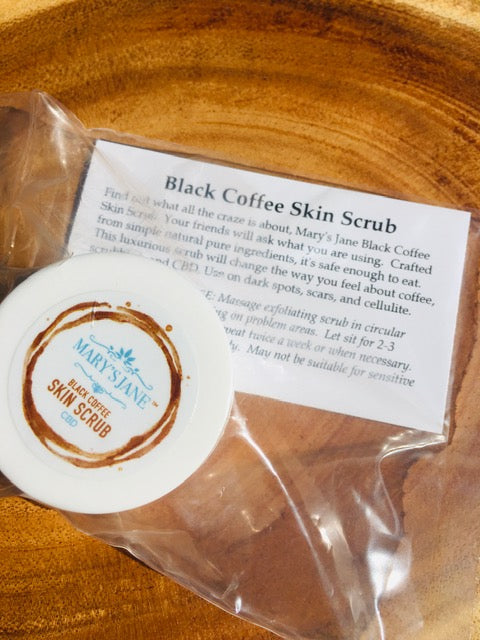 Black Coffee Skin Scrub
Find out what all the craze is about, Mary's Jane Black Coffee
Skin Scrub. Your friends will ask what you are using. Crafted
from simple natural pure ingredients, it's safe enough to eat.
This luxurious scrub will change the way you feel about coffee,
and CBD. Use on dark spots, scars, and cellulite.
Massage exfoliating scrub in circular
on problem areas. Let sit for 2-3
twice a week or when necessary.
May not be suitable for sensitive
MARY'S JANE™
BLACK COFFEE
SKIN SCRUB
CBD